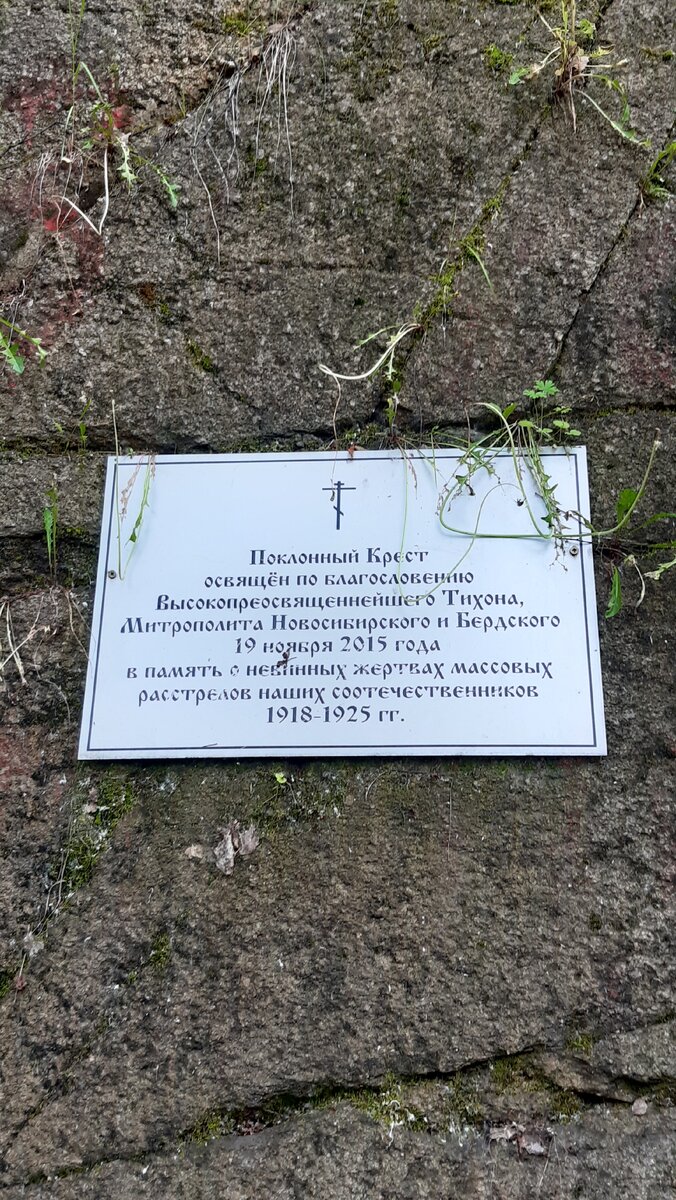 Поклонный Крест
освящён по благословению
Высокопреосвященнейшего Тихона,
Митрополита Новосибирского и Бердского
19 ноября 2015 года
в память о невинных жертвах массовых
расстрелов наших соотечественников
1918-1925 гг.